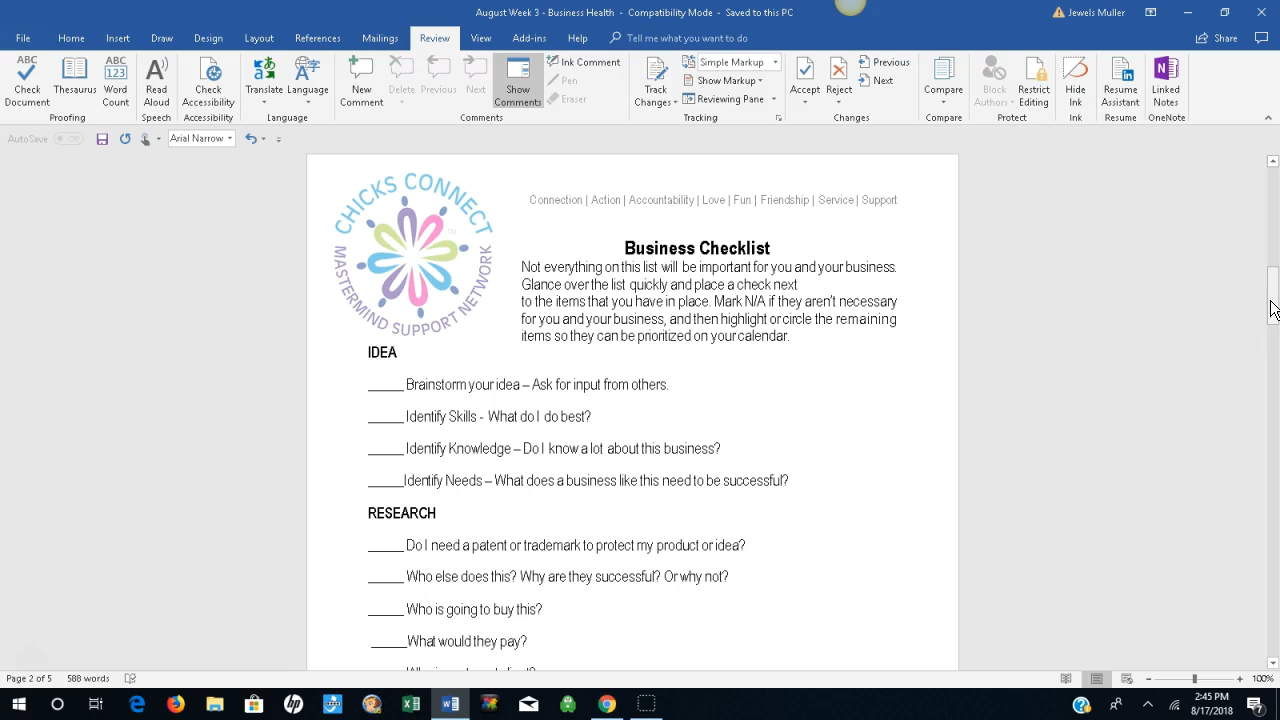 August Week 3 - Business Health - Compatibility Mode - Saved to this PC
Jewels Muller
File Home Insert Draw Design Layout References Mailings Review View Add-ins Help Tell me what you want to do
Share
ABC Check Document
Thesaurus
ABC 123 Word Count
Proofing
Read Aloud
Speech
Check Accessibility
Accessibility
Translate
Language
Language
New Comment
Delete
Previous
Next
Show Comments
Ink Comment
Pen
Eraser
Comments
Track Changes
Simple Markup
Show Markup
Reviewing Pane
Tracking
Accept
Reject
Previous
Next
Changes
Compare
Compare
Block Authors
Restrict Editing
Protect
Hide Ink
Ink
Resume Assistant
Resume
Linked Notes
OneNote
AutoSave Off
Arial Narrow
CHICKS CONNECT
TM
MASTERMIND SUPPORT NETWORK
Connection | Action | Accountability | Love | Fun | Friendship | Service | Support
Business Checklist
Not everything on this list will be important for you and your business.
Glance over the list quickly and place a check next
to the items that you have in place. Mark N/A if they aren't necessary
for you and your business, and then highlight or circle the remaining
items so they can be prioritized on your calendar.
IDEA
_____ Brainstorm your idea – Ask for input from others.
_____ Identify Skills - What do I do best?
_____ Identify Knowledge – Do I know a lot about this business?
_____Identify Needs – What does a business like this need to be successful?
RESEARCH
_____ Do I need a patent or trademark to protect my product or idea?
_____ Who else does this? Why are they successful? Or why not?
_____ Who is going to buy this?
_____What would they pay?
Page 2 of 5
588 words
100%
2:45 PM
8/17/2018